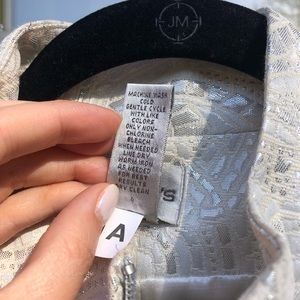 JM
MACHINE WASH
COLD
GENTLE CYCLE
WITH LIKE
COLORS
ONLY NON-
CHLORINE
BLEACH
WHEN NEEDED
LINE DRY
WARM IRON
AS NEEDED
FOR BEST
RESULTS
DRY CLEAN
'S
A